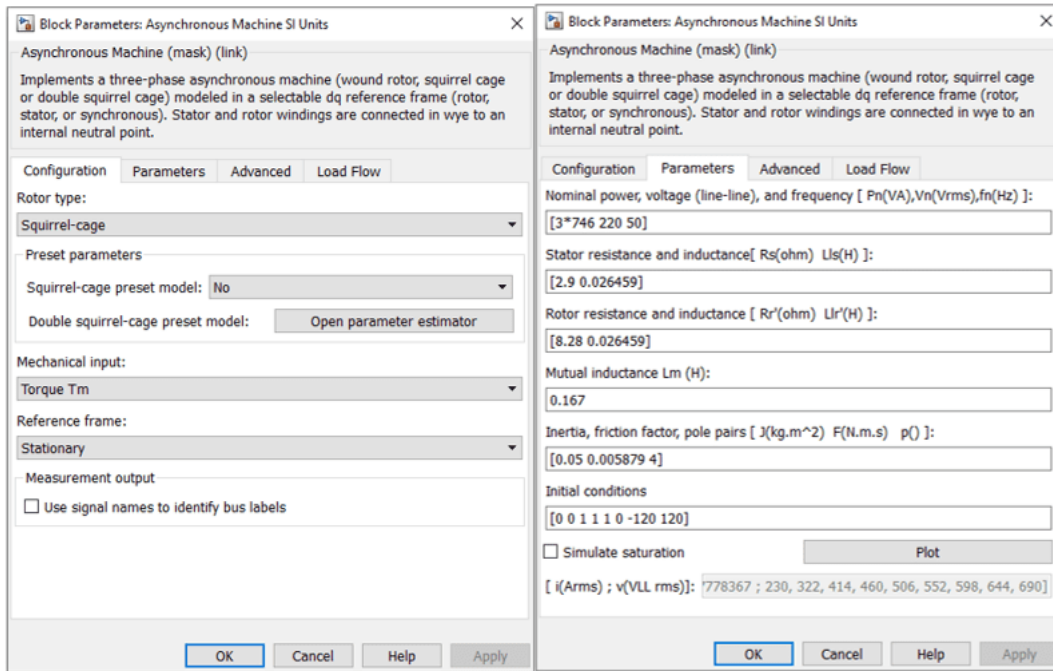 Block Parameters: Asynchronous Machine SI Units
Asynchronous Machine (mask) (link)
Implements a three-phase asynchronous machine (wound rotor, squirrel cage
or double squirrel cage) modeled in a selectable dq reference frame (rotor,
stator, or synchronous). Stator and rotor windings are connected in wye to an
internal neutral point.
Configuration Parameters Advanced Load Flow
Rotor type:
Squirrel-cage
Preset parameters
Squirrel-cage preset model: No
Double squirrel-cage preset model: Open parameter estimator
Mechanical input:
Torque Tm
Reference frame:
Stationary
Measurement output
Use signal names to identify bus labels
OK Cancel Help Apply
Block Parameters: Asynchronous Machine SI Units
Asynchronous Machine (mask) (link)
Implements a three-phase asynchronous machine (wound rotor, squirrel cage
or double squirrel cage) modeled in a selectable dq reference frame (rotor,
stator, or synchronous). Stator and rotor windings are connected in wye to an
internal neutral point.
Configuration Parameters Advanced Load Flow
Nominal power, voltage (line-line), and frequency [ Pn(VA),Vn(Vrms),fn(Hz) ]:
[3*746 220 50]
Stator resistance and inductance[ Rs(ohm) Lls(H) ]:
[2.9 0.026459]
Rotor resistance and inductance [ Rr'(ohm) Llr'(H) ]:
[8.28 0.026459]
Mutual inductance Lm (H):
0.167
Inertia, friction factor, pole pairs [ J(kg.m^2) F(N.m.s) p() ]:
[0.05 0.005879 4]
Initial conditions
[0 0 1 1 1 0 -120 120]
Simulate saturation Plot
[ i(Arms) ; v(VLL rms)]: 778367 ; 230, 322, 414, 460, 506, 552, 598, 644, 690]
OK Cancel Help Apply